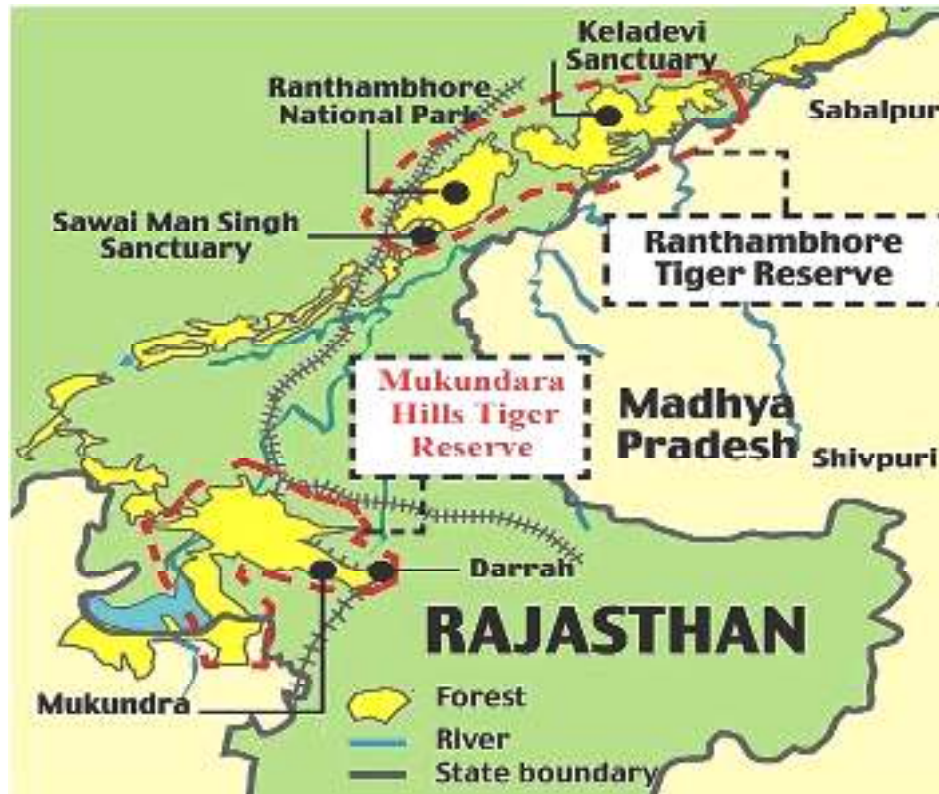 Keladevi
Sanctuary
Ranthambhore
National Park
Sabalpur
Sawai Man Singh
Sanctuary
Ranthambhore
Tiger Reserve
Mukundara
Hills Tiger
Reserve
Madhya
Pradesh
Shivpuri
Darrah
RAJASTHAN
Mukundra
Forest
River
State boundary